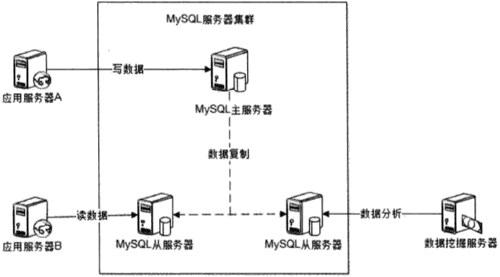 MySQL服务器集群
写数据
应用服务器A
MySQL主服务器
数据复制
读数据
数据分析
应用服务器B
MySQL从服务器
MySQL从服务器
数据挖掘服务器